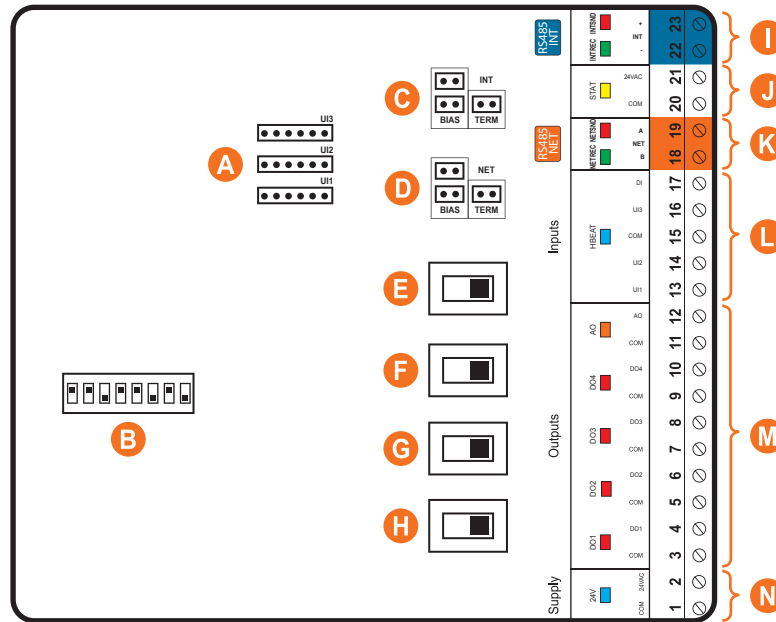 UI3
UI2
UI1
A
B
C
INT
BIAS
TERM
D
NET
BIAS
TERM
E
F
G
H
RS485
INT
INTREC INTSND
+
INT
-
23
22
I
STAT
24VAC
COM
21
20
J
RS485
NET
NETREC NETSND
A
NET
B
19
18
K
Inputs
HBEAT
DI
UI3
COM
UI2
UI1
17
16
15
14
13
L
Outputs
AO
AO
COM
12
11
DO4
DO4
COM
10
9
DO3
DO3
COM
8
7
DO2
DO2
COM
6
5
DO1
DO1
COM
4
3
M
Supply
24V
24VAC
COM
2
1
N